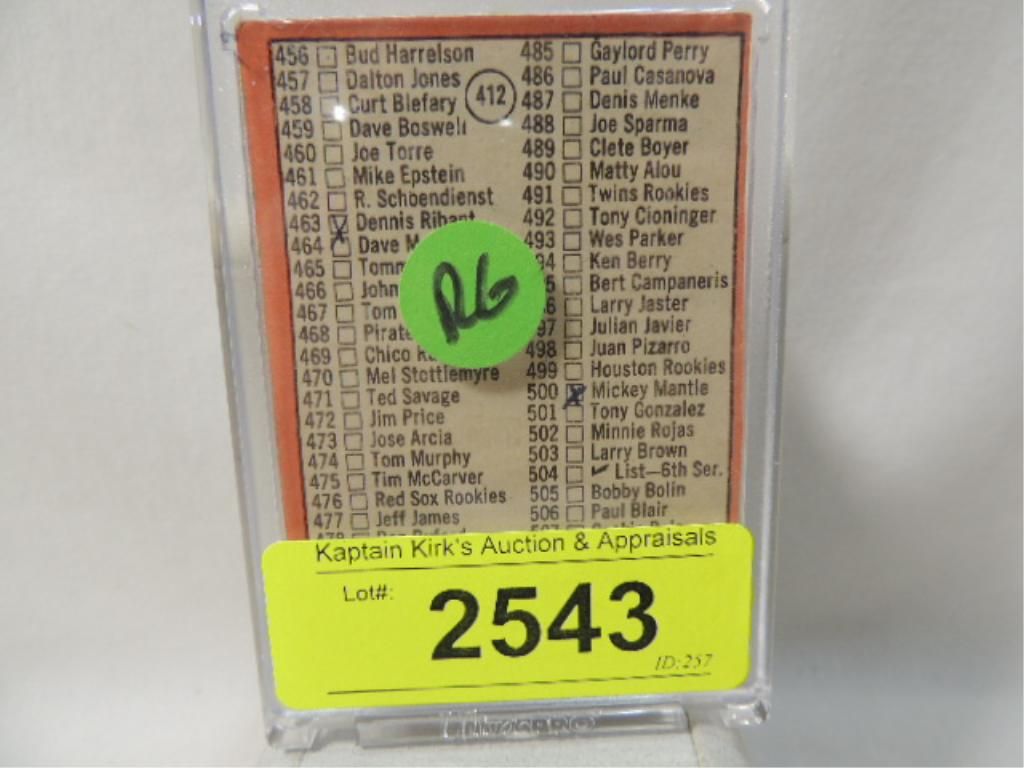 456 Bud Harrelson
457 Dalton Jones
458 Curt Blefary
412
459 Dave Boswell
460 Joe Torre
461 Mike Epstein
462 R. Schoendienst
463 Dennis Ribant
464 Dave M
465 Tomm
466 John
467 Tom
468 Pirate
469 Chico
470 Mel Stottlemyre
471 Ted Savage
472 Jim Price
473 Jose Arcia
474 Tom Murphy
475 Tim McCarver
476 Red Sox Rookies
477 Jeff James
485 Gaylord Perry
486 Paul Casanova
487 Denis Menke
488 Joe Sparma
489 Clete Boyer
490 Matty Alou
491 Twins Rookies
492 Tony Cloninger
493 Wes Parker
94 Ken Berry
5 Bert Campaneris
6 Larry Jaster
97 Julian Javier
498 Juan Pizarro
499 Houston Rookies
500 Mickey Mantle
501 Tony Gonzalez
502 Minnie Rojas
503 Larry Brown
504 List—6th Ser.
505 Bobby Bolin
506 Paul Blair
RG
Kaptain Kirk's Auction & Appraisals
Lot#:
2543
ID:257